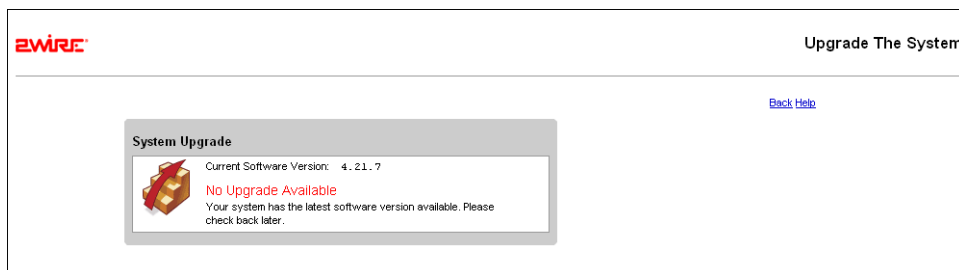 2WIRE
Upgrade The System
Back Help
System Upgrade
Current Software Version: 4.21.7
No Upgrade Available
Your system has the latest software version available. Please
check back later.